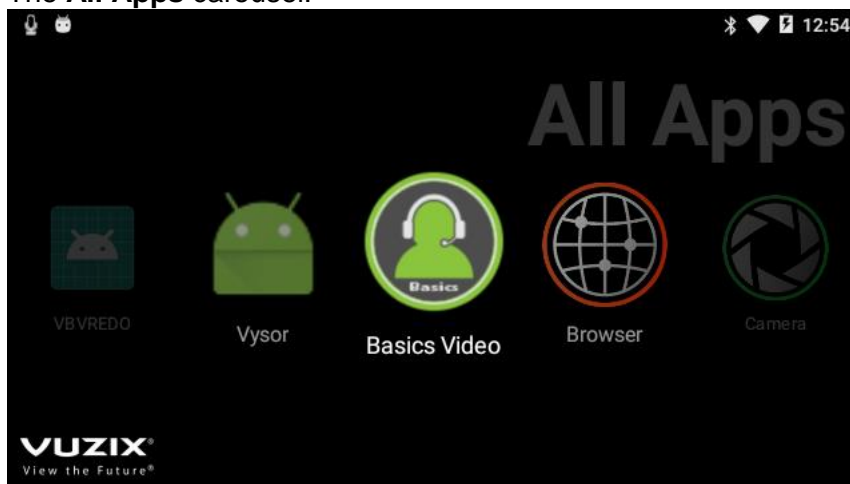 The All Apps carousel.
12:54
All Apps
Basics
VBVREDO
Vysor
Basics Video
Browser
Camera
VUZIX®
View the Future®